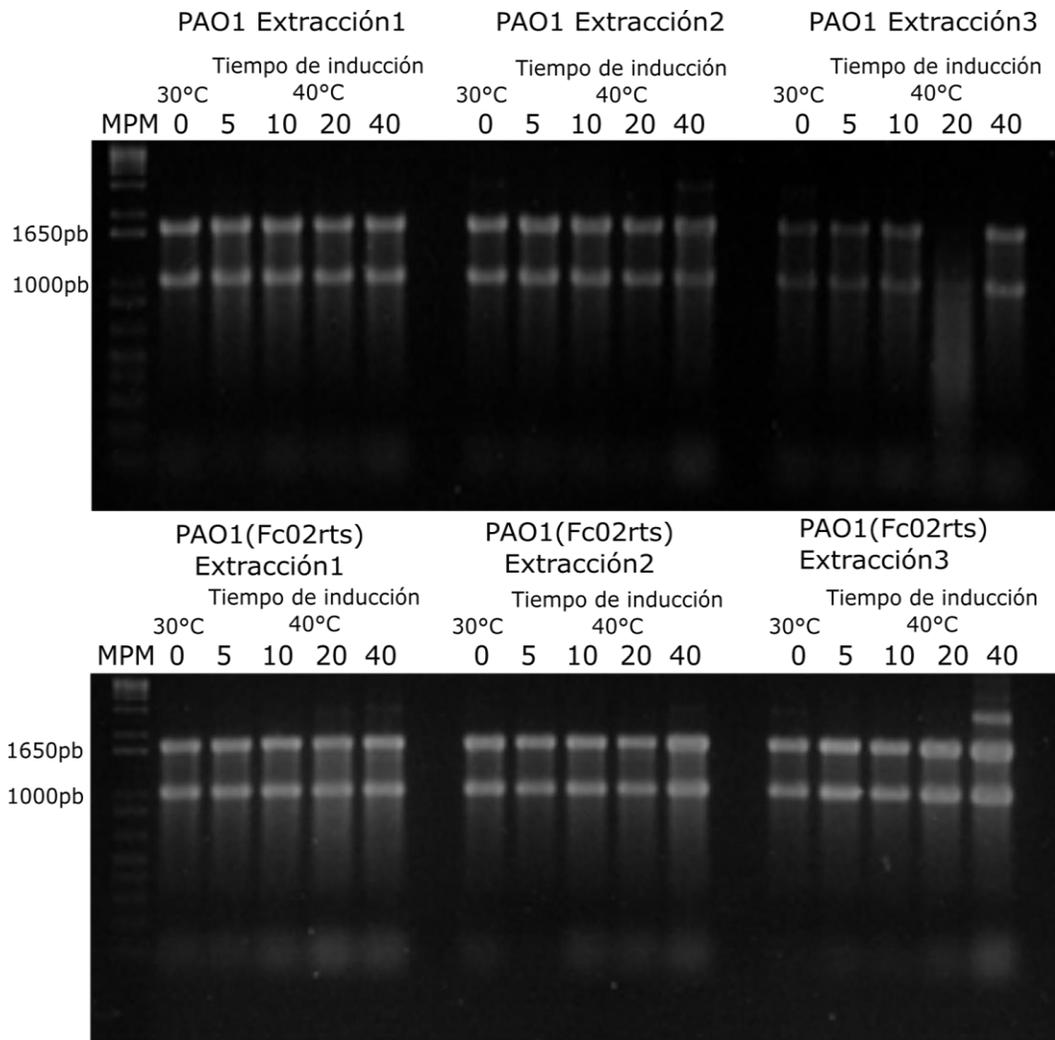 PAO1 Extracción1 PAO1 Extracción2 PAO1 Extracción3
Tiempo de inducción Tiempo de inducción Tiempo de inducción
30°C 40°C 30°C 40°C 30°C 40°C
MPM 0 5 10 20 40 0 5 10 20 40 0 5 10 20 40
1650pb
1000pb
PAO1(Fc02rts) PAO1(Fc02rts) PAO1(Fc02rts)
Extracción1 Extracción2 Extracción3
Tiempo de inducción Tiempo de inducción Tiempo de inducción
30°C 40°C 30°C 40°C 30°C 40°C
MPM 0 5 10 20 40 0 5 10 20 40 0 5 10 20 40
1650pb
1000pb